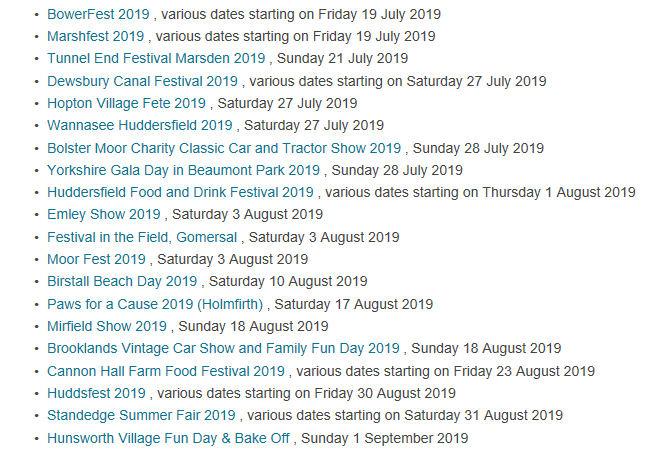 • BowerFest 2019 , various dates starting on Friday 19 July 2019
• Marshfest 2019 , various dates starting on Friday 19 July 2019
• Tunnel End Festival Marsden 2019 , Sunday 21 July 2019
• Dewsbury Canal Festival 2019 , various dates starting on Saturday 27 July 2019
• Hopton Village Fete 2019 , Saturday 27 July 2019
• Wannasee Huddersfield 2019 , Saturday 27 July 2019
• Bolster Moor Charity Classic Car and Tractor Show 2019 , Sunday 28 July 2019
• Yorkshire Gala Day in Beaumont Park 2019 , Sunday 28 July 2019
• Huddersfield Food and Drink Festival 2019 , various dates starting on Thursday 1 August 2019
• Emley Show 2019 , Saturday 3 August 2019
• Festival in the Field, Gomersal , Saturday 3 August 2019
• Moor Fest 2019 , Saturday 3 August 2019
• Birstall Beach Day 2019 , Saturday 10 August 2019
• Paws for a Cause 2019 (Holmfirth) , Saturday 17 August 2019
• Mirfield Show 2019 , Sunday 18 August 2019
• Brooklands Vintage Car Show and Family Fun Day 2019 , Sunday 18 August 2019
• Cannon Hall Farm Food Festival 2019 , various dates starting on Friday 23 August 2019
• Huddsfest 2019 , various dates starting on Friday 30 August 2019
• Standedge Summer Fair 2019 , various dates starting on Saturday 31 August 2019
• Hunsworth Village Fun Day & Bake Off , Sunday 1 September 2019